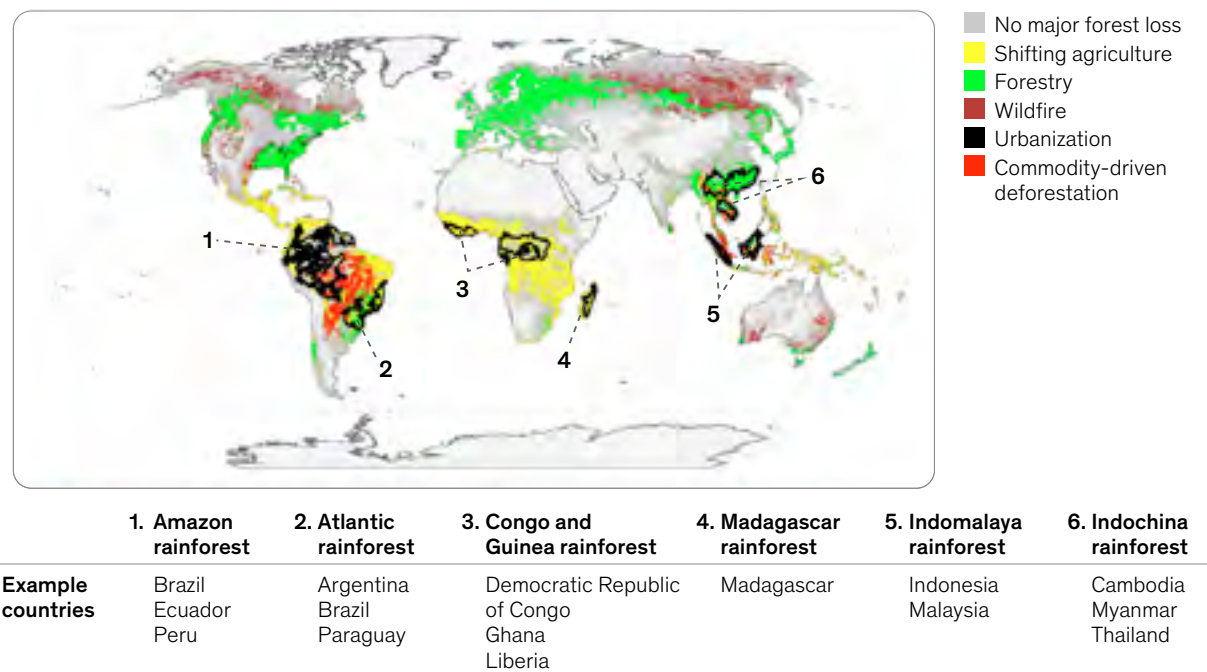 No major forest loss
Shifting agriculture
Forestry
Wildfire
Urbanization
Commodity-driven
deforestation
1
2
3
4
5
6
1. Amazon
rainforest
2. Atlantic
rainforest
3. Congo and
Guinea rainforest
4. Madagascar
rainforest
5. Indomalaya
rainforest
6. Indochina
rainforest
Example
countries
Brazil
Ecuador
Peru
Argentina
Brazil
Paraguay
Democratic Republic
of Congo
Ghana
Liberia
Madagascar
Indonesia
Malaysia
Cambodia
Myanmar
Thailand